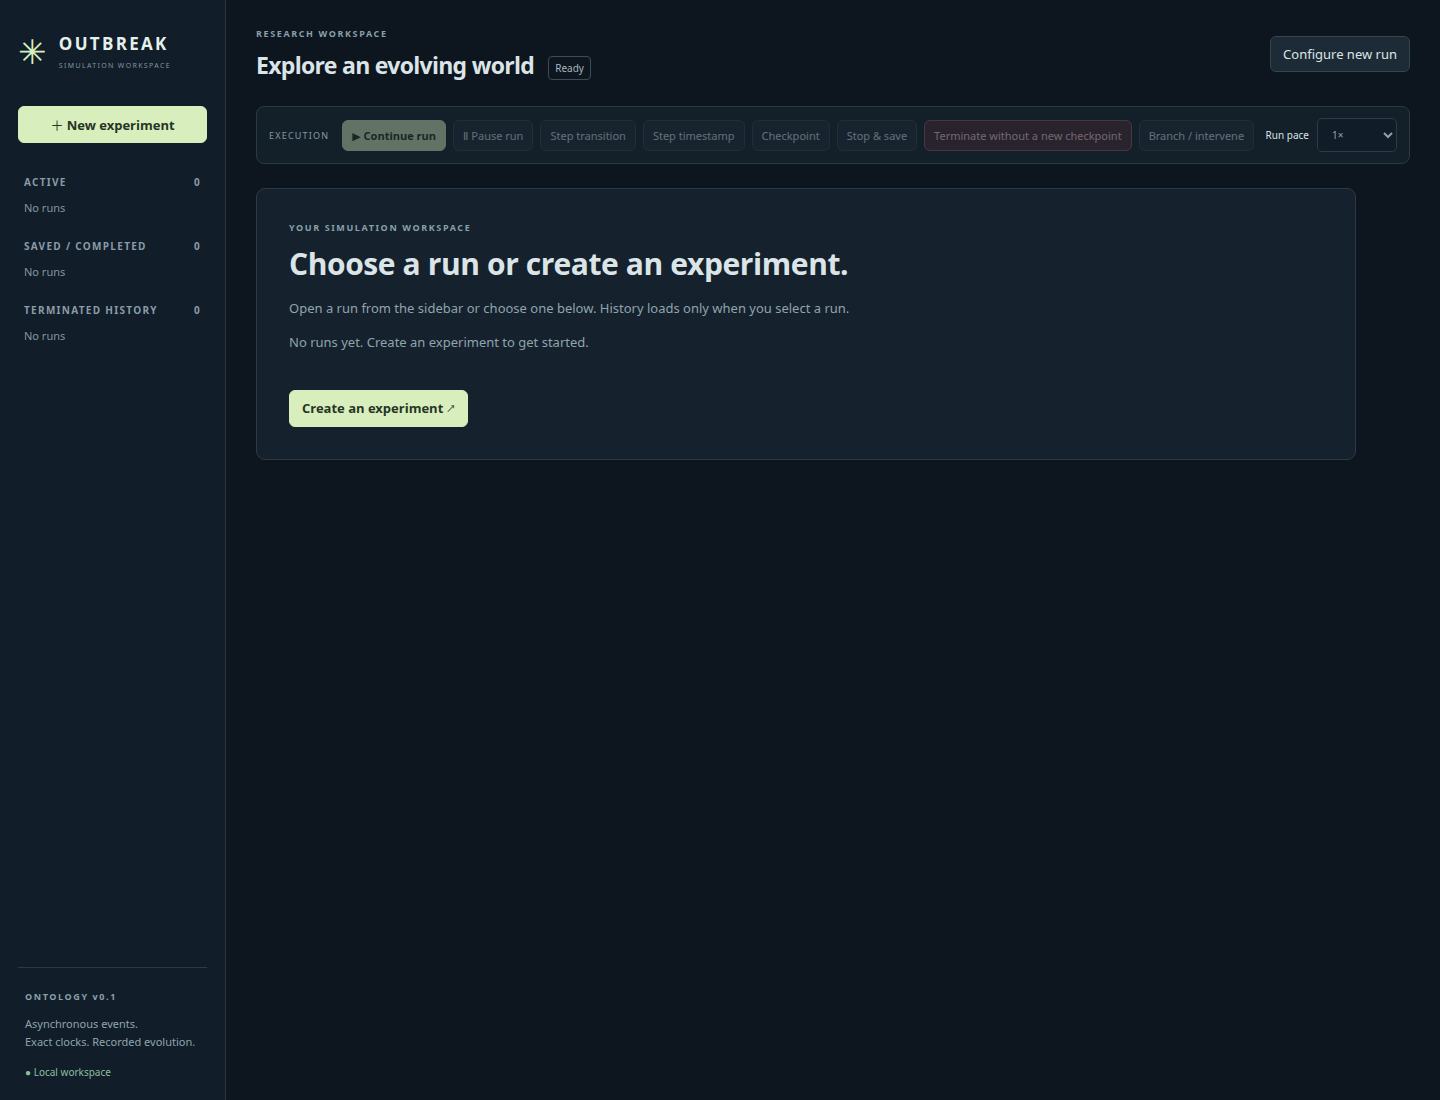 OUTBREAK
SIMULATION WORKSPACE
+ New experiment
ACTIVE 0
No runs
SAVED / COMPLETED 0
No runs
TERMINATED HISTORY 0
No runs
ONTOLOGY v0.1
Asynchronous events.
Exact clocks. Recorded evolution.
● Local workspace
RESEARCH WORKSPACE
Explore an evolving world Ready
Configure new run
EXECUTION ▶ Continue run Ⅱ Pause run Step transition Step timestamp Checkpoint Stop & save Terminate without a new checkpoint Branch / intervene Run pace 1×
YOUR SIMULATION WORKSPACE
Choose a run or create an experiment.
Open a run from the sidebar or choose one below. History loads only when you select a run.
No runs yet. Create an experiment to get started.
Create an experiment ↗